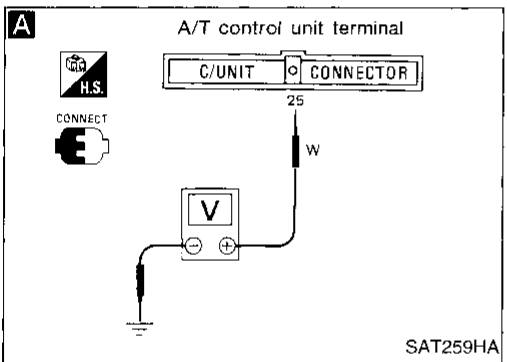 A
A/T control unit terminal
H.S.
C/UNIT CONNECTOR
25
CONNECT
W
V
SAT259HA